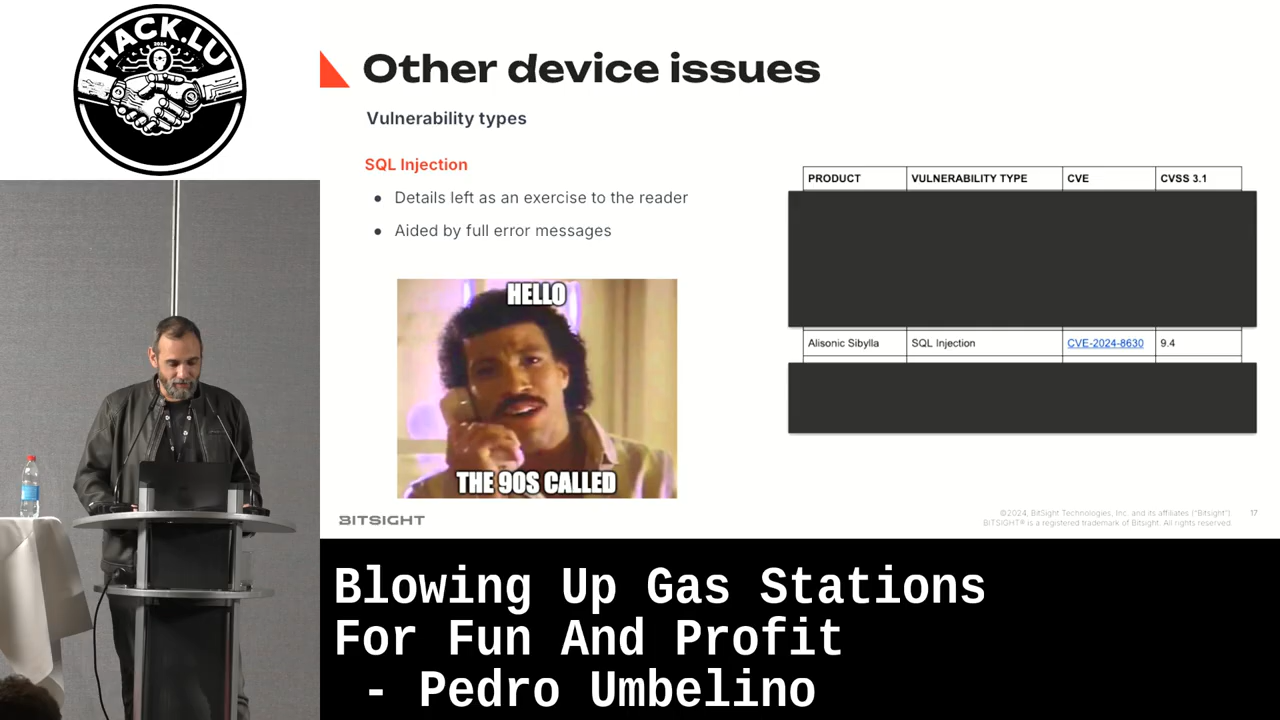 HACK.LU
2024
Other device issues
Vulnerability types
SQL Injection
● Details left as an exercise to the reader
● Aided by full error messages
HELLO
THE 90S CALLED
PRODUCT VULNERABILITY TYPE CVE CVSS 3.1
Alisonic Sibylla SQL Injection CVE-2024-8630 9.4
BITSIGHT
©2024, BitSight Technologies, Inc. and its affiliates ("Bitsight").
BITSIGHT® is a registered trademark of Bitsight. All rights reserved.
17
Blowing Up Gas Stations
For Fun And Profit
- Pedro Umbelino